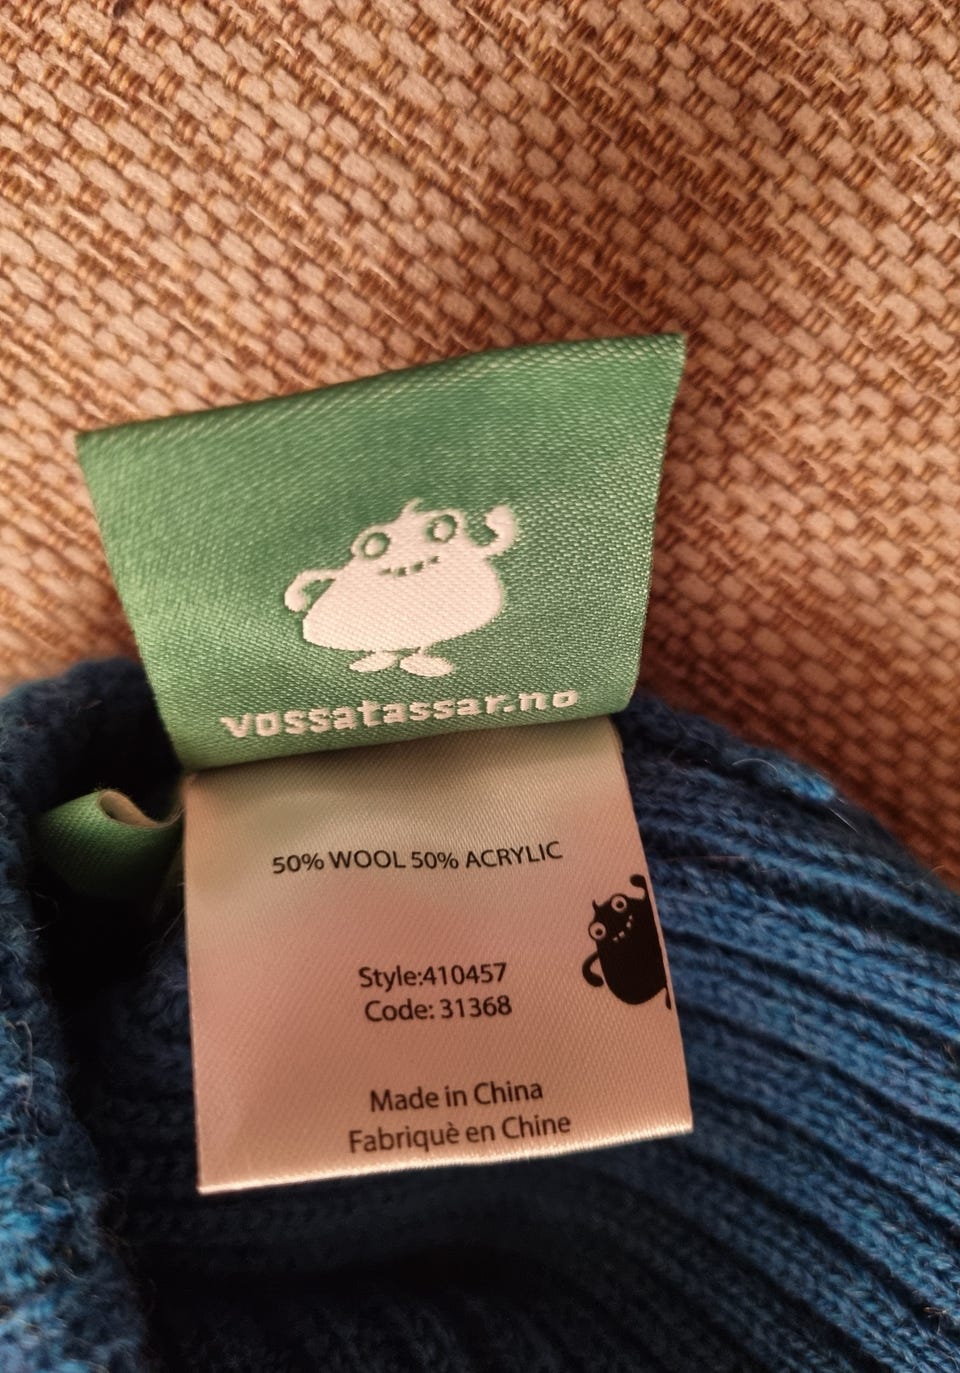 vossatassar.no
50% WOOL 50% ACRYLIC
Style:410457
Code: 31368
Made in China
Fabriquè en Chine